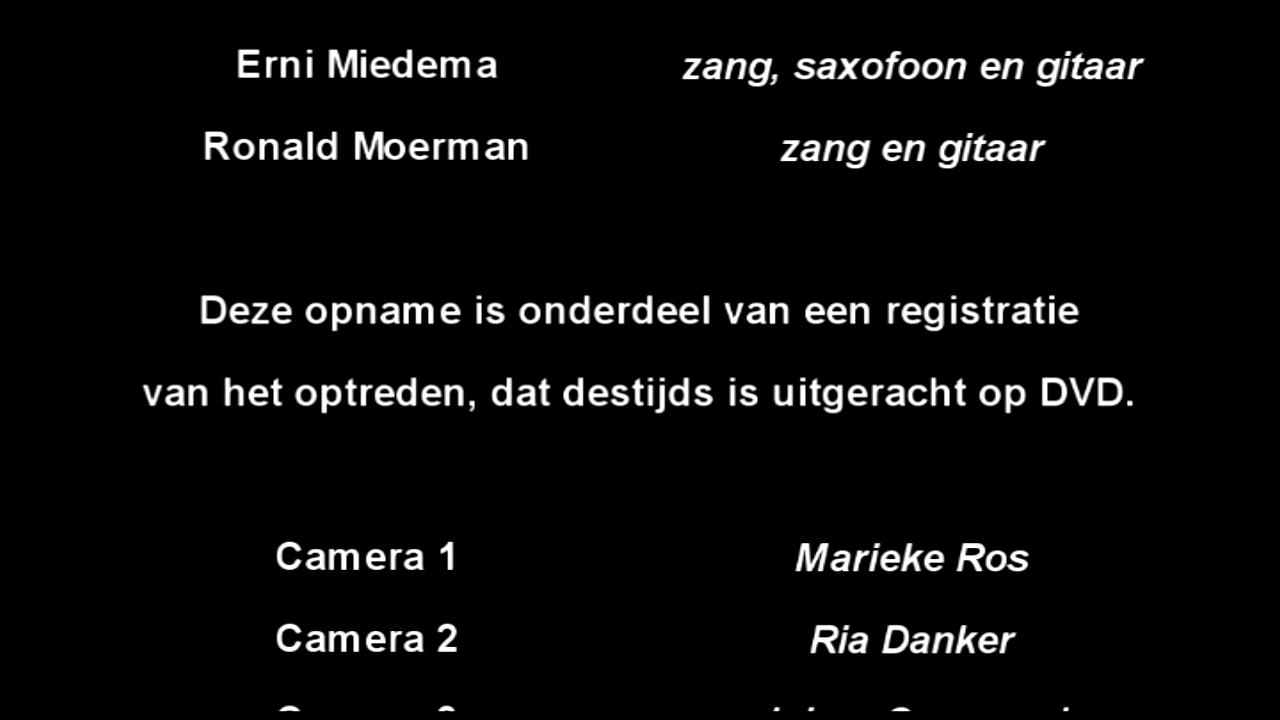 Erni Miedema zang, saxofoon en gitaar
Ronald Moerman zang en gitaar
Deze opname is onderdeel van een registratie
van het optreden, dat destijds is uitgeracht op DVD.
Camera 1 Marieke Ros
Camera 2 Ria Danker